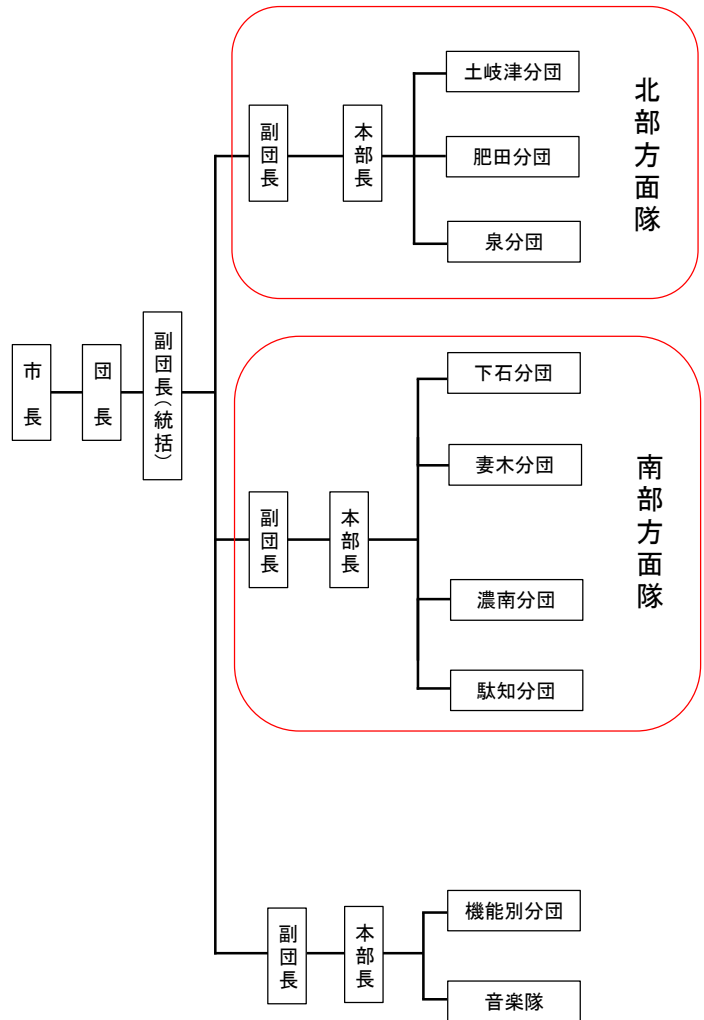 市長
団長
副団長(統括)
副団長
本部長
土岐津分団
肥田分団
泉分団
北部方面隊
副団長
本部長
下石分団
妻木分団
濃南分団
駄知分団
南部方面隊
副団長
本部長
機能別分団
音楽隊